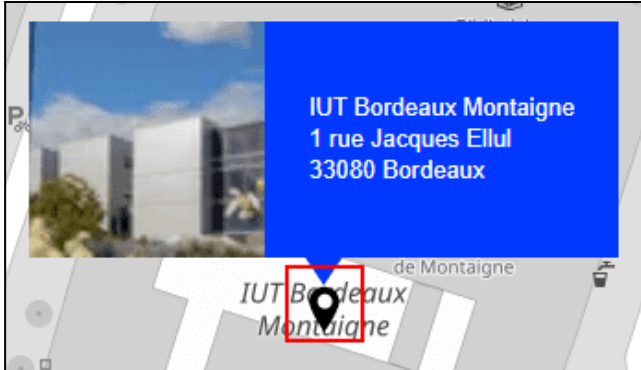 P
IUT Bordeaux Montaigne
1 rue Jacques Ellul
33080 Bordeaux
de Montaigne
IUT Bordeaux
Montaigne